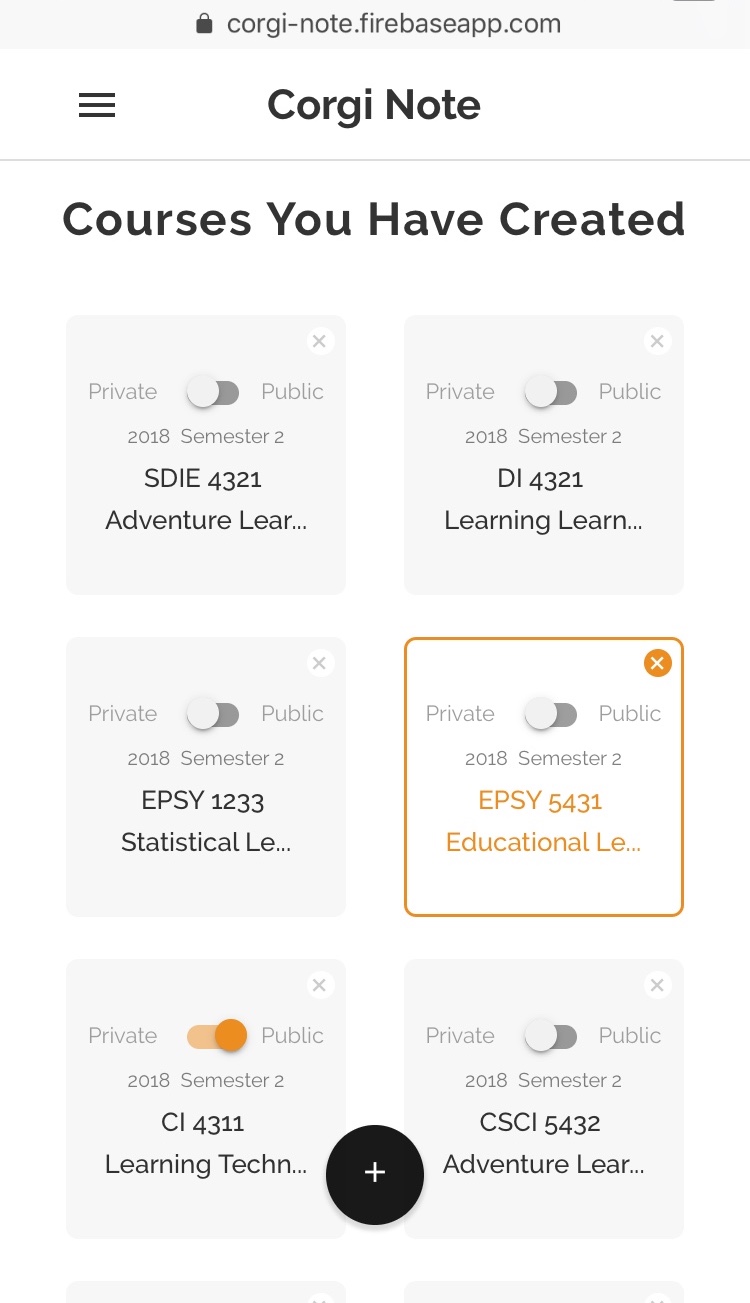 corgi-note.firebaseapp.com
Corgi Note
Courses You Have Created
Private Public
2018 Semester 2
SDIE 4321
Adventure Lear...
Private Public
2018 Semester 2
DI 4321
Learning Learn...
Private Public
2018 Semester 2
EPSY 1233
Statistical Le...
Private Public
2018 Semester 2
EPSY 5431
Educational Le...
Private Public
2018 Semester 2
CI 4311
Learning Techn...
Private Public
2018 Semester 2
CSCI 5432
Adventure Lear...
+